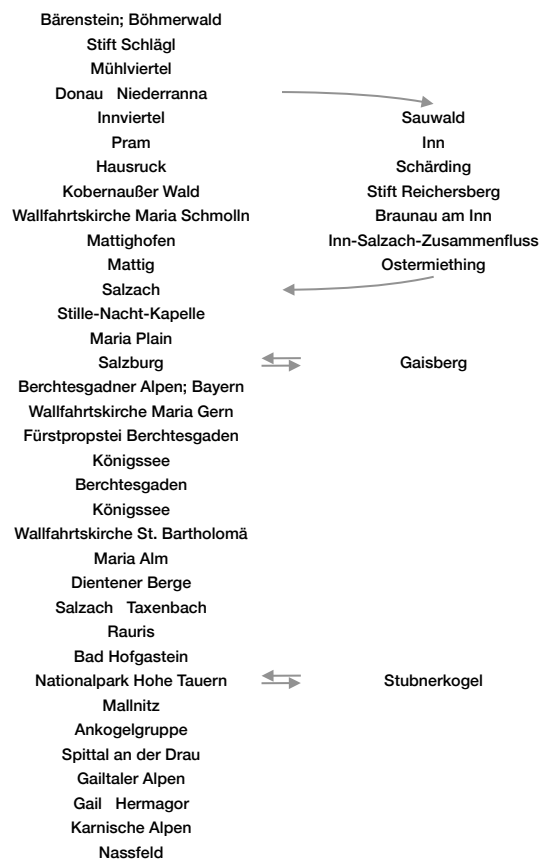 Bärenstein; Böhmerwald
Stift Schlägl
Mühlviertel
Donau Niederranna
Innviertel
Pram
Hausruck
Kobernaußer Wald
Wallfahrtskirche Maria Schmolln
Mattighofen
Mattig
Salzach
Stille-Nacht-Kapelle
Maria Plain
Salzburg
Berchtesgadner Alpen; Bayern
Wallfahrtskirche Maria Gern
Fürstpropstei Berchtesgaden
Königssee
Berchtesgaden
Königssee
Wallfahrtskirche St. Bartholomä
Maria Alm
Dientener Berge
Salzach Taxenbach
Rauris
Bad Hofgastein
Nationalpark Hohe Tauern
Mallnitz
Ankogelgruppe
Spittal an der Drau
Gailtaler Alpen
Gail Hermagor
Karnische Alpen
Nassfeld
Sauwald
Inn
Schärding
Stift Reichersberg
Braunau am Inn
Inn-Salzach-Zusammenfluss
Ostermiething
Gaisberg
Stubnerkogel